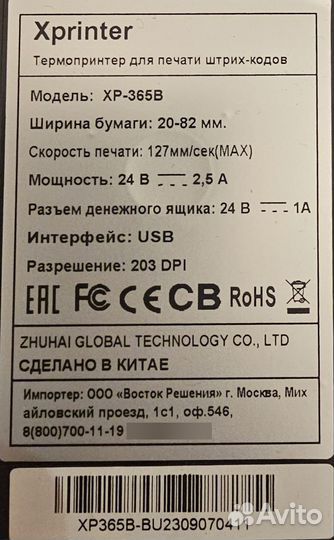 Xprinter
Термопринтер для печати штрих-кодов
Модель: XP-365B
Ширина бумаги: 20-82 мм.
Скорость печати: 127мм/сек(MAX)
Мощность: 24 В 2,5 А
Разъем денежного ящика: 24 В 1А
Интерфейс: USB
Разрешение: 203 DPI
EAC FC CE CB RoHS
ZHUHAI GLOBAL TECHNOLOGY CO., LTD
СДЕЛАНО В КИТАЕ
Импортер: ООО «Восток Решения» г. Москва, Мих
айловский проезд, 1с1, оф.546,
8(800)700-11-19
XP365B-BU2309070411
Avito